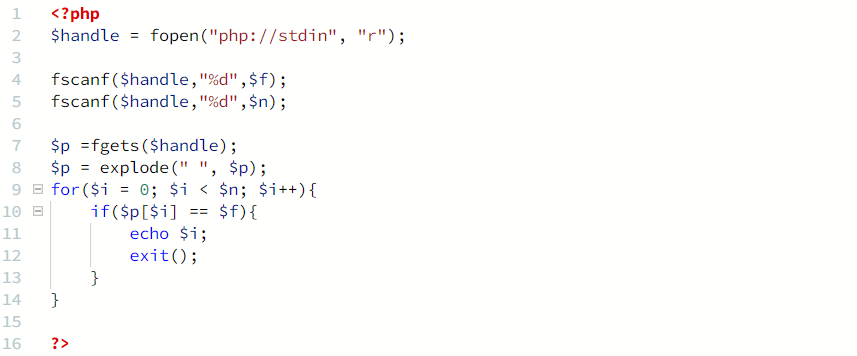 1 <?php
2 $handle = fopen("php://stdin", "r");
3
4 fscanf($handle,"%d",$f);
5 fscanf($handle,"%d",$n);
6
7 $p =fgets($handle);
8 $p = explode(" ", $p);
9 for($i = 0; $i < $n; $i++){
10     if($p[$i] == $f){
11         echo $i;
12         exit();
13     }
14 }
15
16 ?>